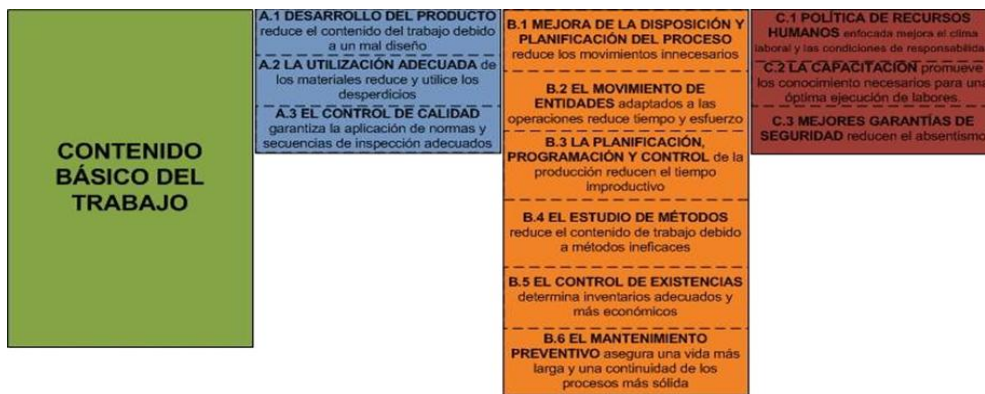 CONTENIDO
BÁSICO DEL
TRABAJO
A.1 DESARROLLO DEL PRODUCTO
reduce el contenido del trabajo debido
a un mal diseño
A.2 LA UTILIZACIÓN ADECUADA de
los materiales reduce y utilice los
desperdicios
A.3 EL CONTROL DE CALIDAD
garantiza la aplicación de normas y
secuencias de inspección adecuados
B.1 MEJORA DE LA DISPOSICIÓN Y
PLANIFICACIÓN DEL PROCESO
reduce los movimientos innecesarios
B.2 EL MOVIMIENTO DE
ENTIDADES adaptados a las
operaciones reduce tiempo y esfuerzo
B.3 LA PLANIFICACIÓN,
PROGRAMACIÓN Y CONTROL de la
producción reducen el tiempo
improductivo
B.4 EL ESTUDIO DE MÉTODOS
reduce el contenido de trabajo debido
a métodos ineficaces
B.5 EL CONTROL DE EXISTENCIAS
determina inventarios adecuados y
más económicos
B.6 EL MANTENIMIENTO
PREVENTIVO asegura una vida más
larga y una continuidad de los
procesos más sólida
C.1 POLÍTICA DE RECURSOS
HUMANOS enfocada mejora el clima
laboral y las condiciones de responsabilida
C.2 LA CAPACITACIÓN promueve
los conocimiento necesarios para una
óptima ejecución de labores.
C.3 MEJORES GARANTÍAS DE
SEGURIDAD reducen el absentismo